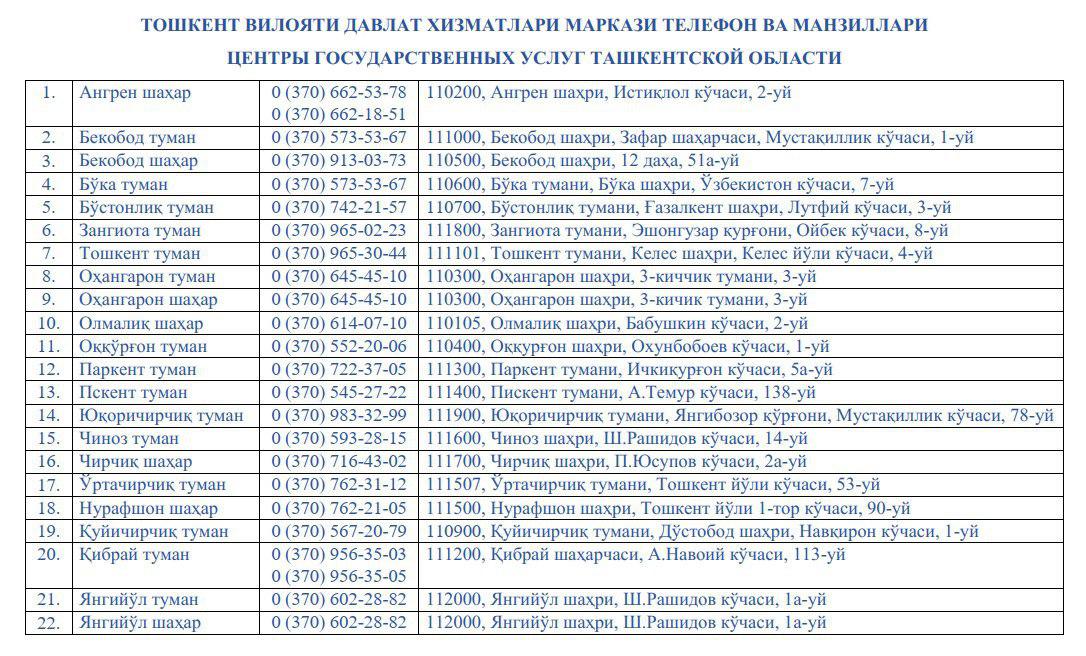 ТОШКЕНТ ВИЛОЯТИ ДАВЛАТ ХИЗМАТЛАРИ МАРКАЗИ ТЕЛЕФОН ВА МАНЗИЛЛАРИ
ЦЕНТРЫ ГОСУДАРСТВЕННЫХ УСЛУГ ТАШКЕНТСКОЙ ОБЛАСТИ
1. Ангрен шаҳар 0 (370) 662-53-78 110200, Ангрен шаҳри, Истиқлол кўчаси, 2-уй
0 (370) 662-18-51
2. Бекобод туман 0 (370) 573-53-67 111000, Бекобод шаҳри, Зафар шаҳарчаси, Мустақиллик кўчаси, 1-уй
3. Бекобод шаҳар 0 (370) 913-03-73 110500, Бекобод шаҳри, 12 даҳа, 51а-уй
4. Бўка туман 0 (370) 573-53-67 110600, Бўка тумани, Бўка шаҳри, Ўзбекистон кўчаси, 7-уй
5. Бўстонлиқ туман 0 (370) 742-21-57 110700, Бўстонлиқ тумани, Ғазалкент шаҳри, Лутфий кўчаси, 3-уй
6. Зангиота туман 0 (370) 965-02-23 111800, Зангиота тумани, Эшонгузар қурғони, Ойбек кўчаси, 8-уй
7. Тошкент туман 0 (370) 965-30-44 111101, Тошкент тумани, Келес шаҳри, Келес йўли кўчаси, 4-уй
8. Оҳангарон туман 0 (370) 645-45-10 110300, Оҳангарон шаҳри, 3-киччик тумани, 3-уй
9. Оҳангарон шаҳар 0 (370) 645-45-10 110300, Оҳангарон шаҳри, 3-кичик тумани, 3-уй
10. Олмалиқ шаҳар 0 (370) 614-07-10 110105, Олмалиқ шаҳри, Бабушкин кўчаси, 2-уй
11. Оққўрғон туман 0 (370) 552-20-06 110400, Оққурғон шаҳри, Охунбобоев кўчаси, 1-уй
12. Паркент туман 0 (370) 722-37-05 111300, Паркент тумани, Ичкиқурғон кўчаси, 5а-уй
13. Пскент туман 0 (370) 545-27-22 111400, Пискент тумани, А.Темур кўчаси, 138-уй
14. Юқоричирчиқ туман 0 (370) 983-32-99 111900, Юқоричирчиқ тумани, Янгибозор қўрғони, Мустақиллик кўчаси, 78-уй
15. Чиноз туман 0 (370) 593-28-15 111600, Чиноз шаҳри, Ш.Рашидов кўчаси, 14-уй
16. Чирчиқ шаҳар 0 (370) 716-43-02 111700, Чирчиқ шаҳри, П.Юсупов кўчаси, 2а-уй
17. Ўртачирчиқ туман 0 (370) 762-31-12 111507, Ўртачирчиқ тумани, Тошкент йўли кўчаси, 53-уй
18. Нурафшон шаҳар 0 (370) 762-21-05 111500, Нурафшон шаҳри, Тошкент йўли 1-тор кўчаси, 90-уй
19. Қуйичирчиқ туман 0 (370) 567-20-79 110900, Қуйичирчиқ тумани, Дўстобод шаҳри, Навқирон кўчаси, 1-уй
20. Қибрай туман 0 (370) 956-35-03 111200, Қибрай шаҳарчаси, А.Навоий кўчаси, 113-уй
0 (370) 956-35-05
21. Янгийўл туман 0 (370) 602-28-82 112000, Янгийўл шаҳри, Ш.Рашидов кўчаси, 1а-уй
22. Янгийўл шаҳар 0 (370) 602-28-82 112000, Янгийўл шаҳри, Ш.Рашидов кўчаси, 1а-уй